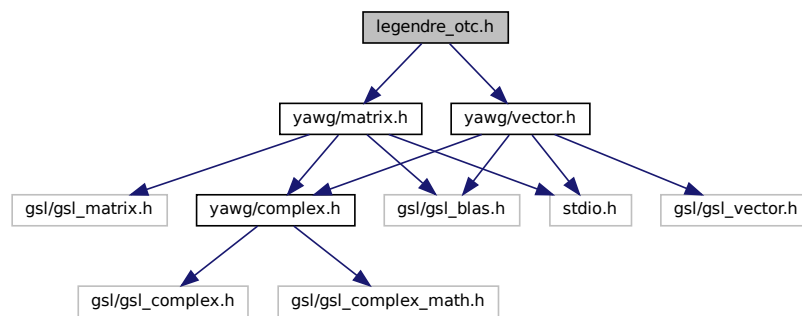 legendre_otc.h
yawg/matrix.h
yawg/vector.h
gsl/gsl_matrix.h
yawg/complex.h
gsl/gsl_blas.h
stdio.h
gsl/gsl_vector.h
gsl/gsl_complex.h
gsl/gsl_complex_math.h